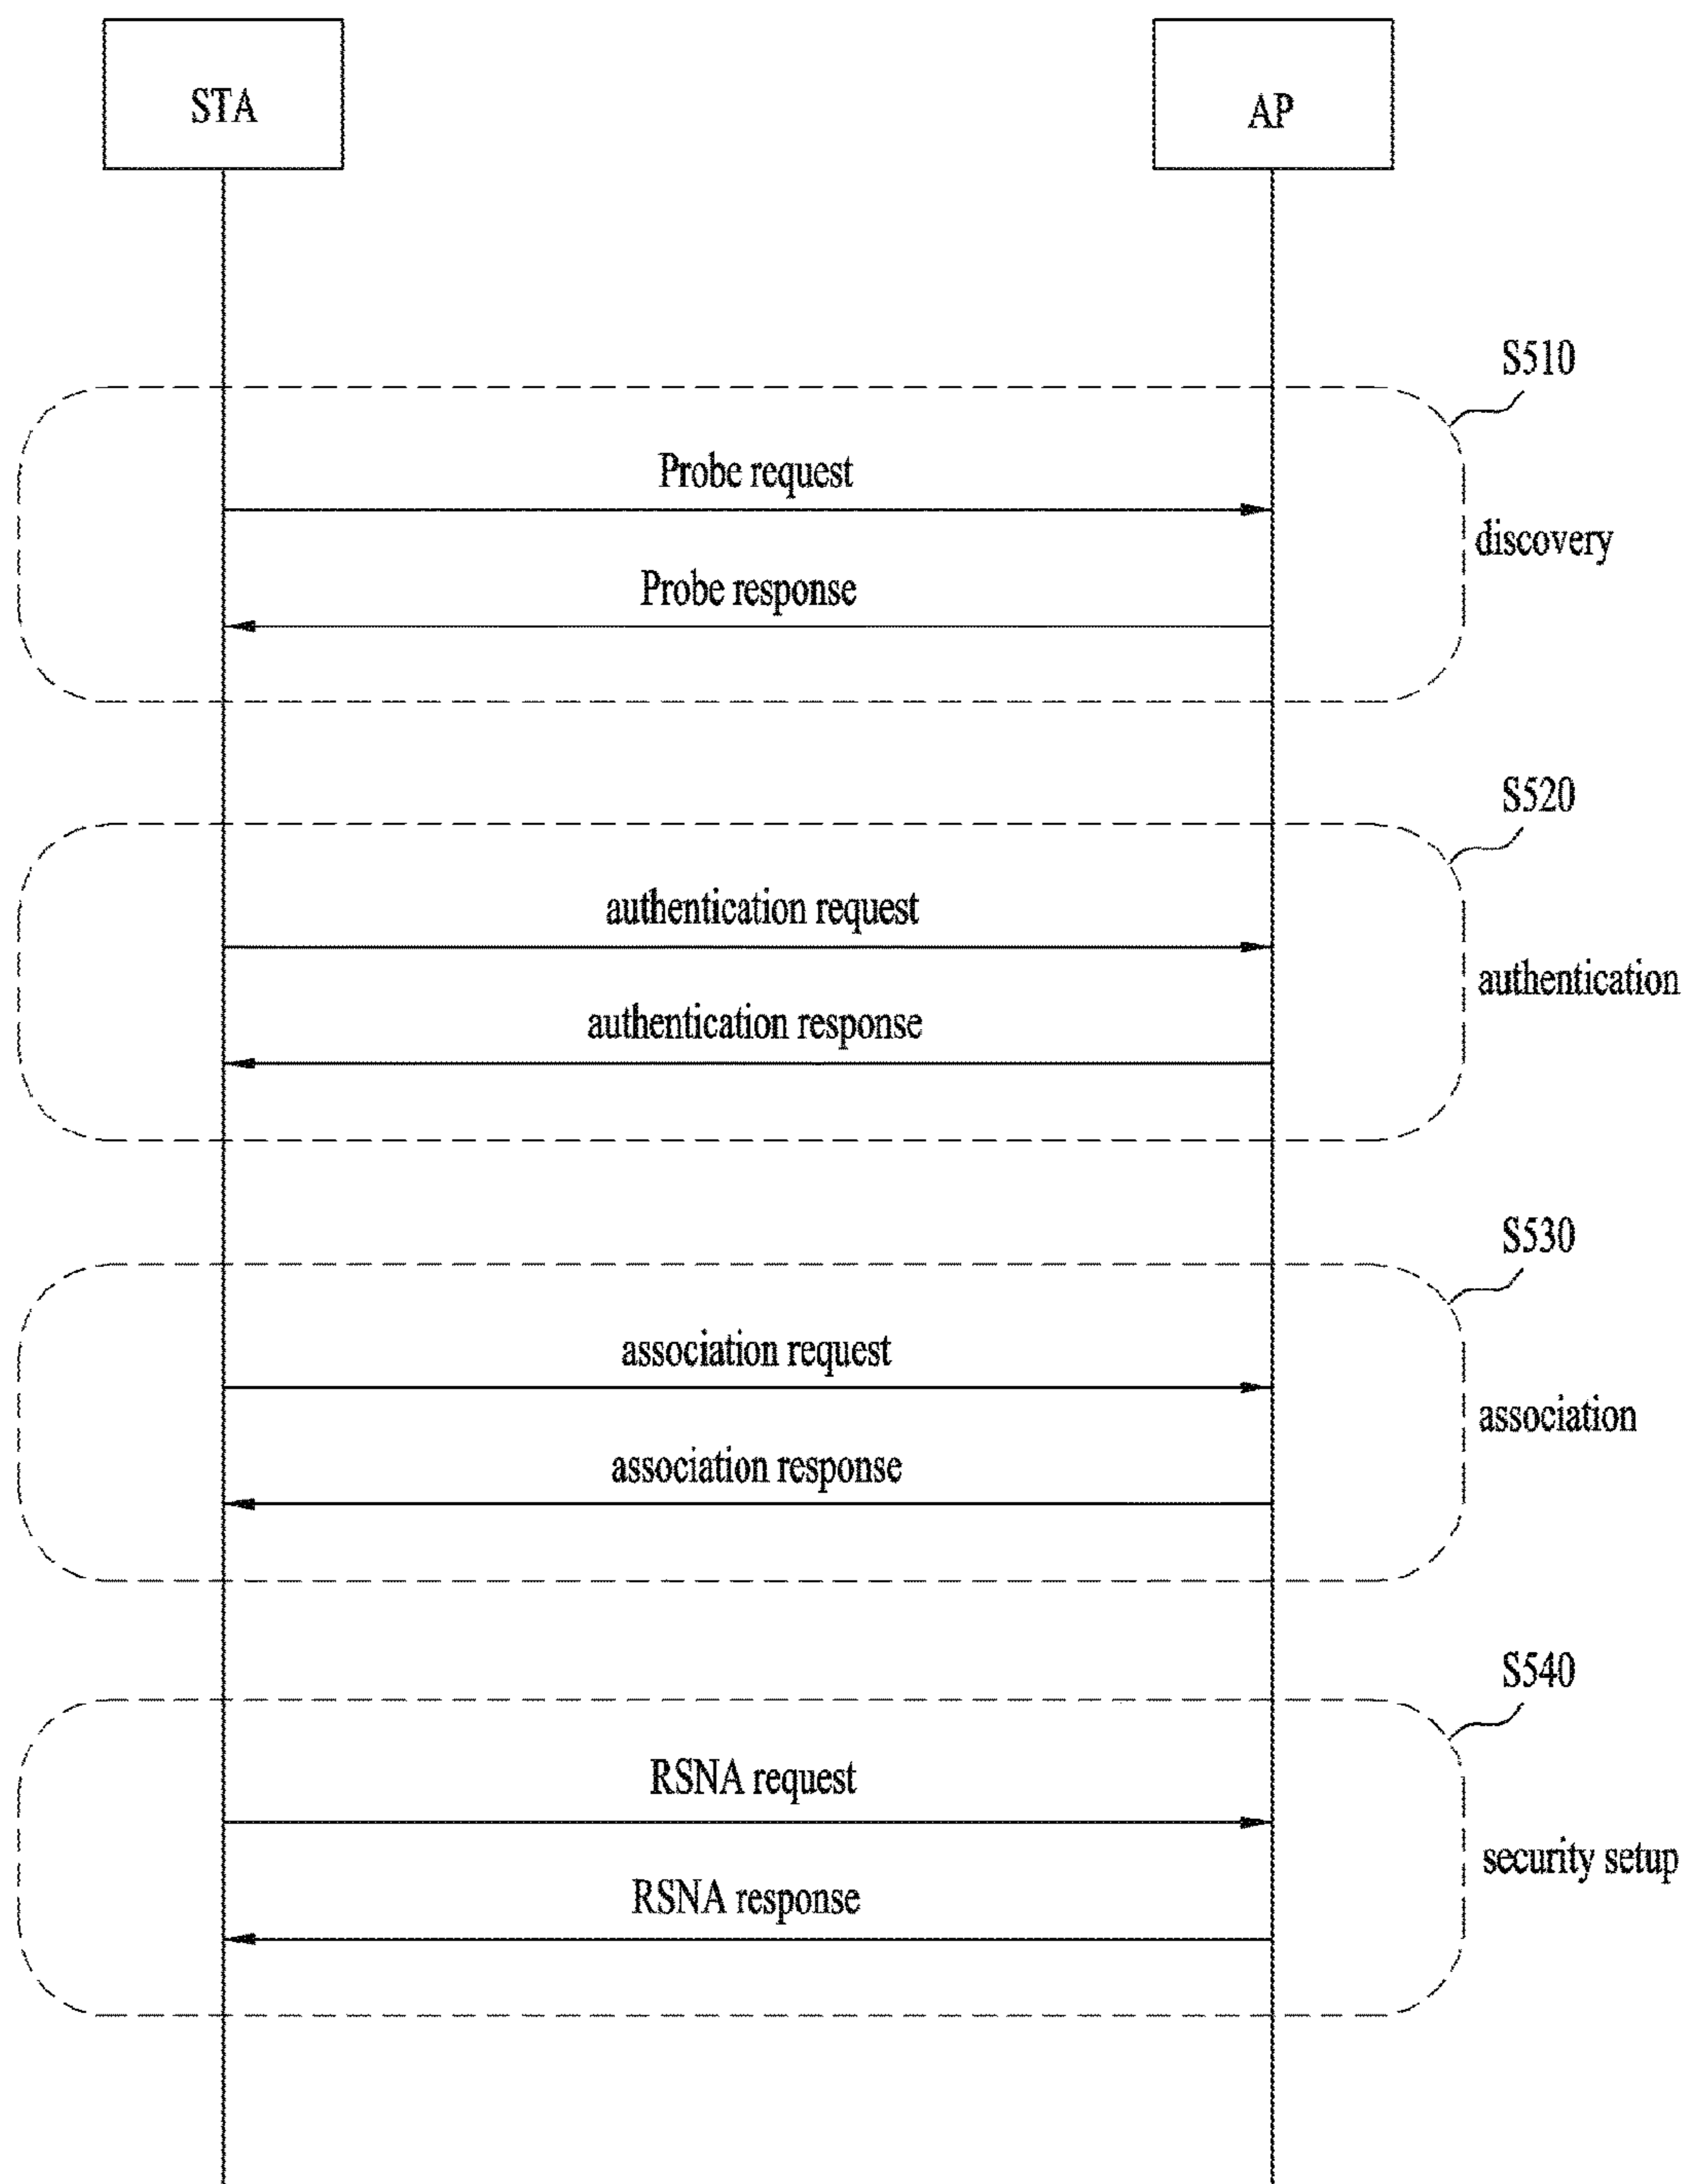 STA
AP
S510
Probe request
discovery
Probe response
S520
authentication request
authentication
authentication response
S530
association request
association
association response
S540
RSNA request
security setup
RSNA response